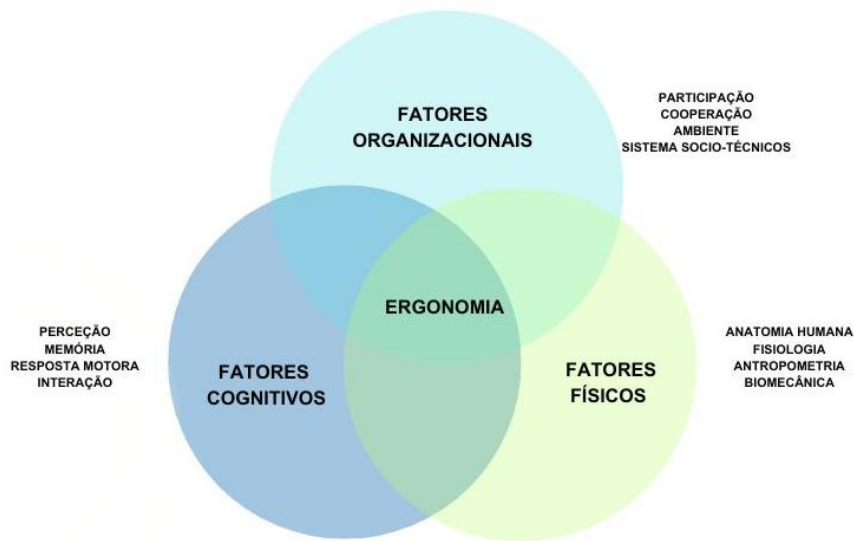 FATORES
ORGANIZACIONAIS
PARTICIPAÇÃO
COOPERAÇÃO
AMBIENTE
SISTEMA SOCIO-TÉCNICOS
ERGONOMIA
PERCEÇÃO
MEMÓRIA
RESPOSTA MOTORA
INTERAÇÃO
FATORES
COGNITIVOS
FATORES
FÍSICOS
ANATOMIA HUMANA
FISIOLOGIA
ANTROPOMETRIA
BIOMECÂNICA